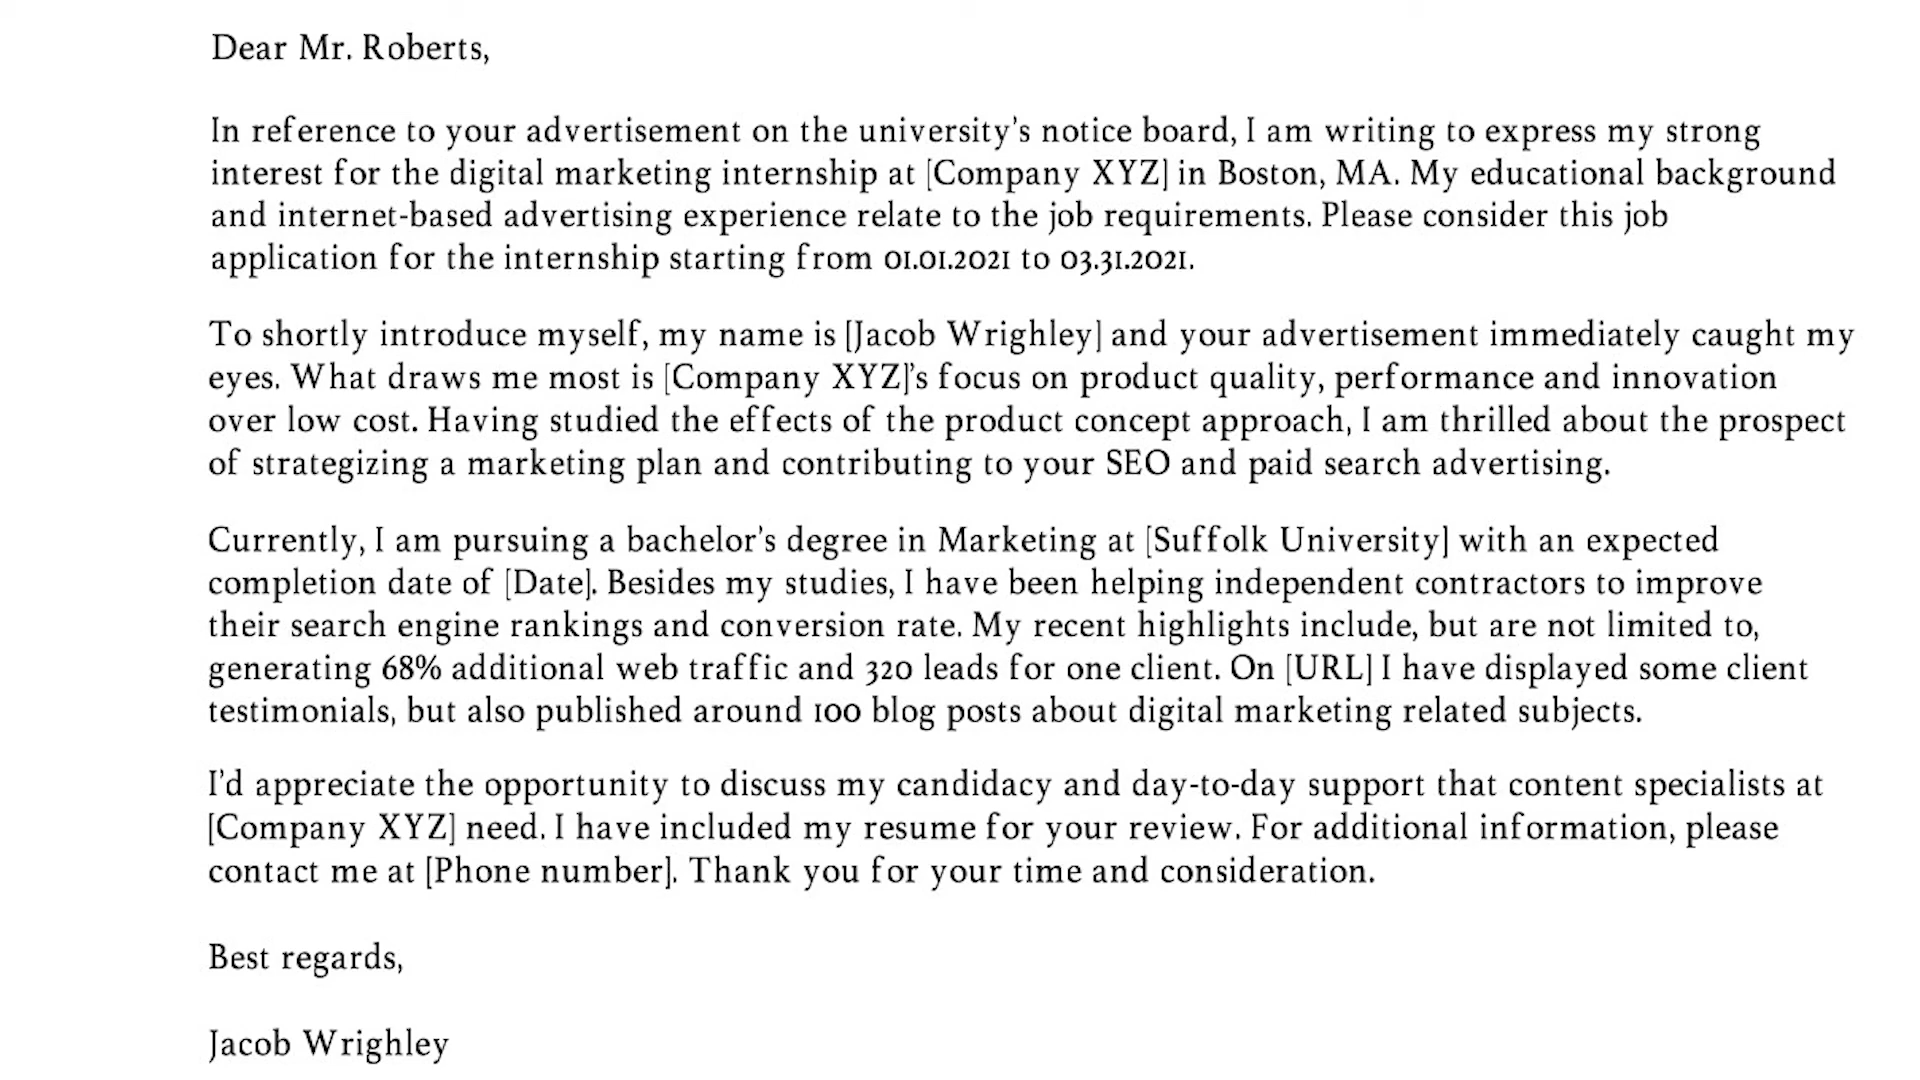 Dear Mr. Roberts,
In reference to your advertisement on the university's notice board, I am writing to express my strong
interest for the digital marketing internship at [Company XYZ] in Boston, MA. My educational background
and internet-based advertising experience relate to the job requirements. Please consider this job
application for the internship starting from 01.01.2021 to 03.31.2021.
To shortly introduce myself, my name is [Jacob Wrighley] and your advertisement immediately caught my
eyes. What draws me most is [Company XYZ]'s focus on product quality, performance and innovation
over low cost. Having studied the effects of the product concept approach, I am thrilled about the prospect
of strategizing a marketing plan and contributing to your SEO and paid search advertising.
Currently, I am pursuing a bachelor's degree in Marketing at [Suffolk University] with an expected
completion date of [Date]. Besides my studies, I have been helping independent contractors to improve
their search engine rankings and conversion rate. My recent highlights include, but are not limited to,
generating 68% additional web traffic and 320 leads for one client. On [URL] I have displayed some client
testimonials, but also published around 100 blog posts about digital marketing related subjects.
I'd appreciate the opportunity to discuss my candidacy and day-to-day support that content specialists at
[Company XYZ] need. I have included my resume for your review. For additional information, please
contact me at [Phone number]. Thank you for your time and consideration.
Best regards,
Jacob Wrighley